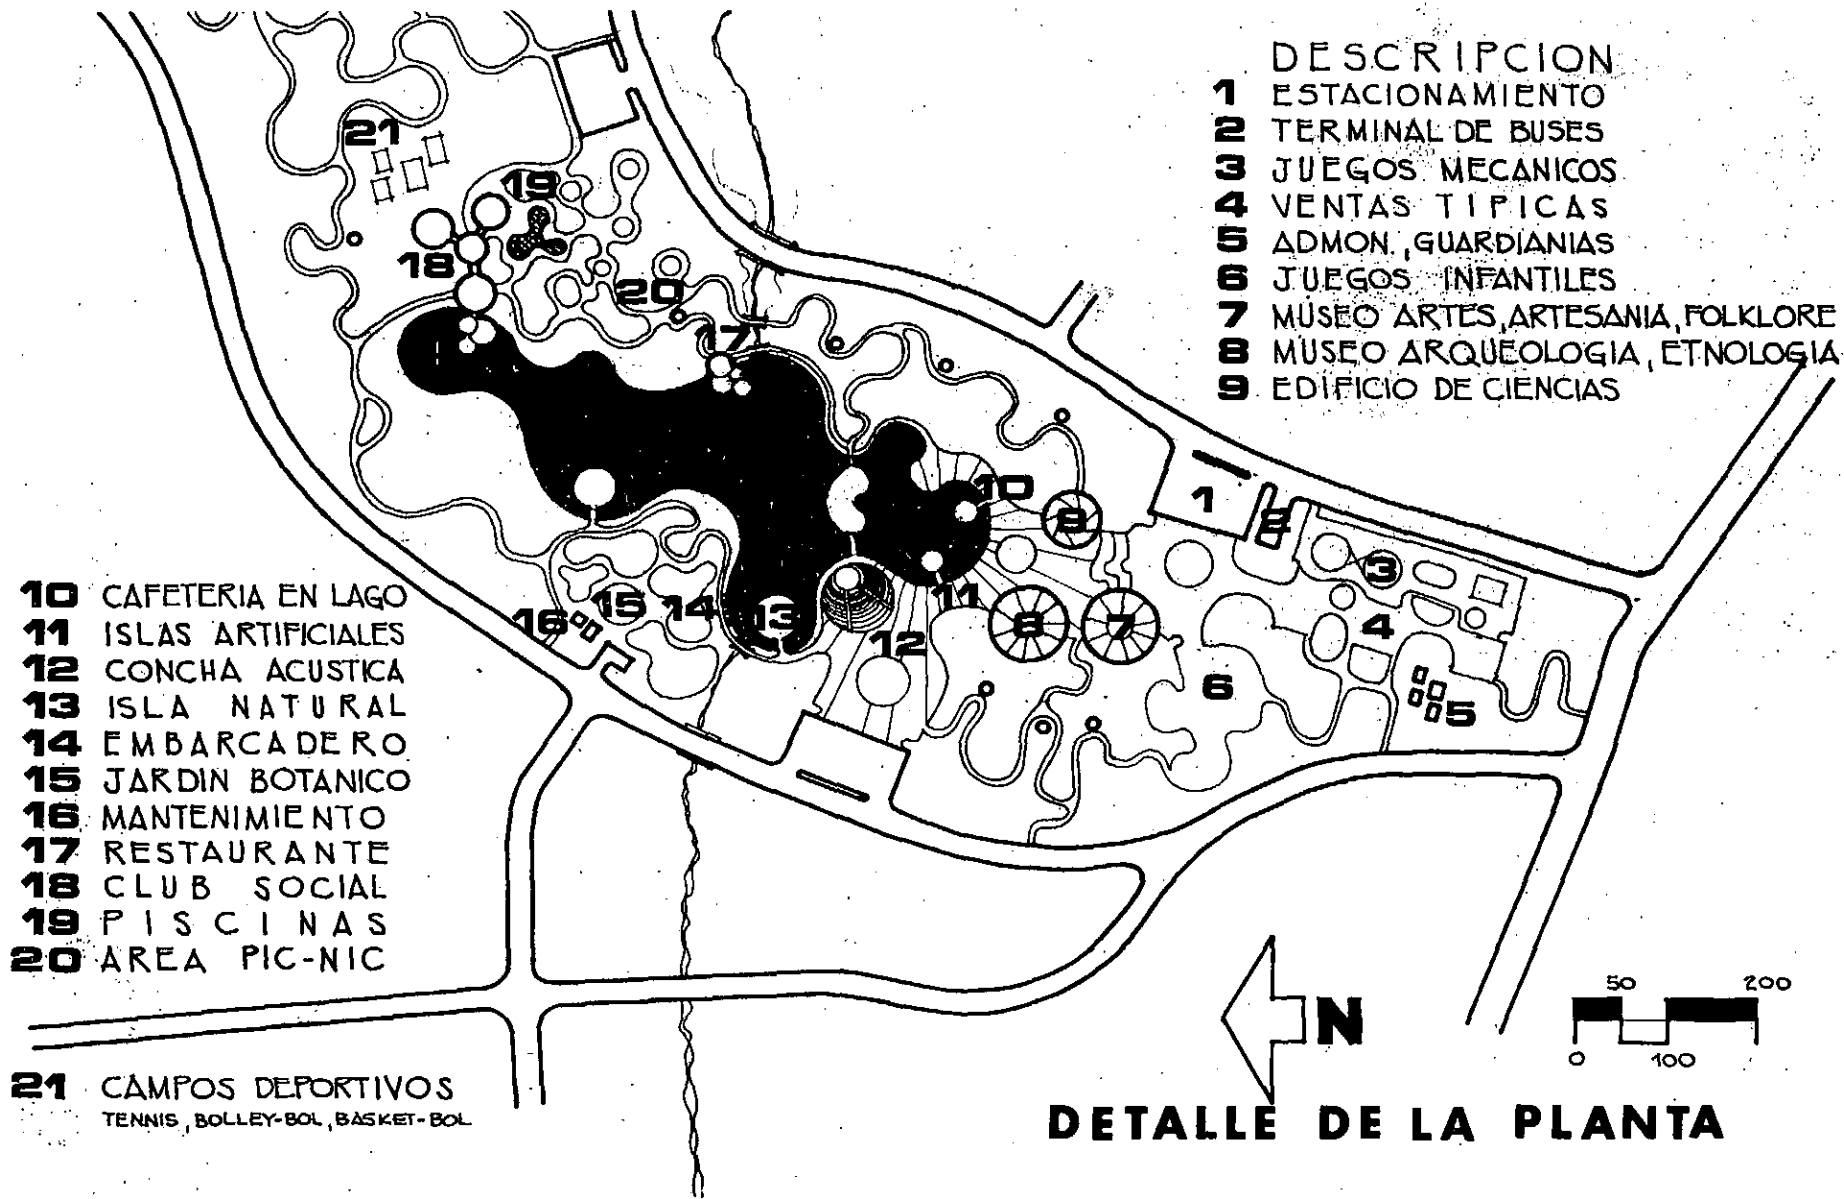 DESCRIPCION
1 ESTACIONAMIENTO
2 TERMINAL DE BUSES
3 JUEGOS MECANICOS
4 VENTAS TIPICAS
5 ADMON., GUARDIANIAS
6 JUEGOS INFANTILES
7 MUSEO ARTES, ARTESANIA, FOLKLORE
8 MUSEO ARQUEOLOGIA, ETNOLOGIA
9 EDIFICIO DE CIENCIAS
21
19
18
20
17
10
9
1
2
3
15
14
13
16
11
12
8
7
4
6
5
10 CAFETERIA EN LAGO
11 ISLAS ARTIFICIALES
12 CONCHA ACUSTICA
13 ISLA NATURAL
14 EMBARCADERO
15 JARDIN BOTANICO
16 MANTENIMIENTO
17 RESTAURANTE
18 CLUB SOCIAL
19 PISCINAS
20 AREA PIC-NIC
21 CAMPOS DEPORTIVOS
TENNIS, BOLLEY-BOL, BASKET-BOL
N
50 200
0 100
DETALLE DE LA PLANTA